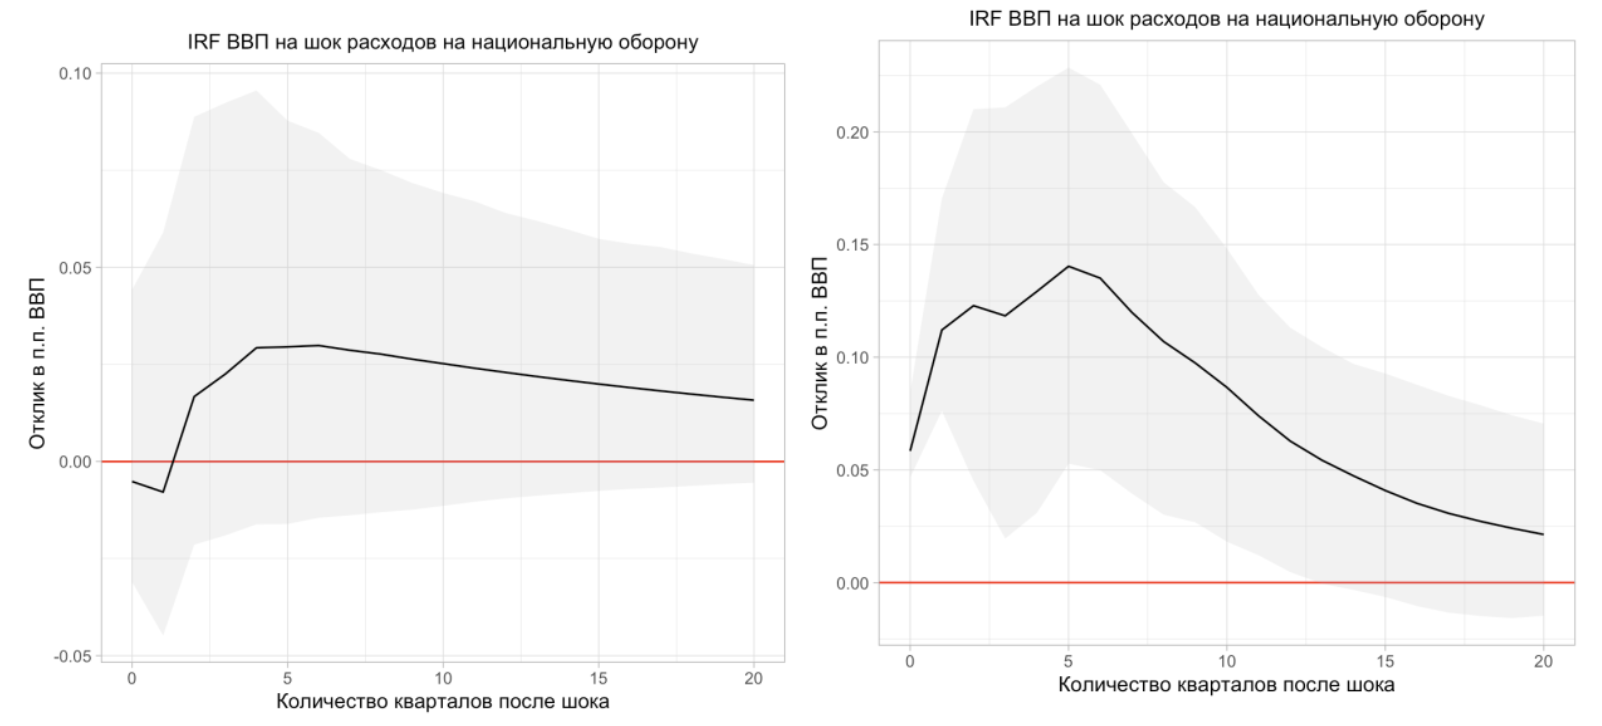 IRF ВВП на шок расходов на национальную оборону
0.10
0.05
0.00
-0.05
Отклик в п.п. ВВП
0 5 10 15 20
Количество кварталов после шока
IRF ВВП на шок расходов на национальную оборону
0.20
0.15
0.10
0.05
0.00
Отклик в п.п. ВВП
0 5 10 15 20
Количество кварталов после шока